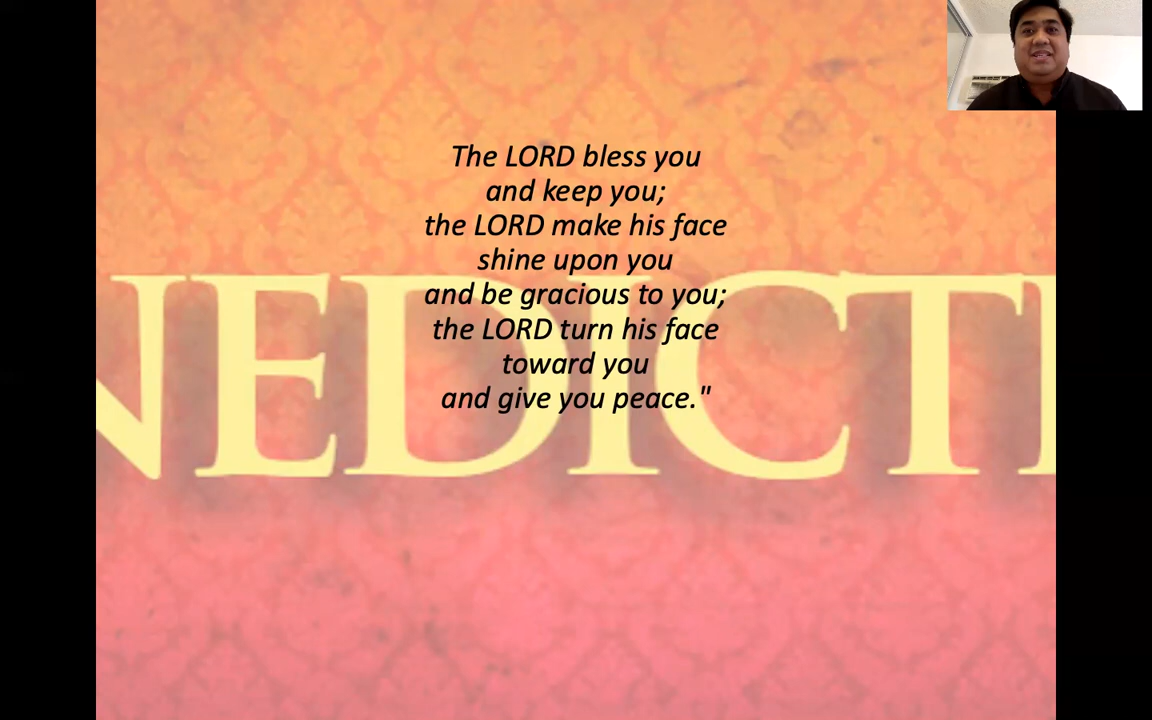 The LORD bless you
and keep you;
the LORD make his face
shine upon you
and be gracious to you;
the LORD turn his face
toward you
and give you peace."
NEDICTI